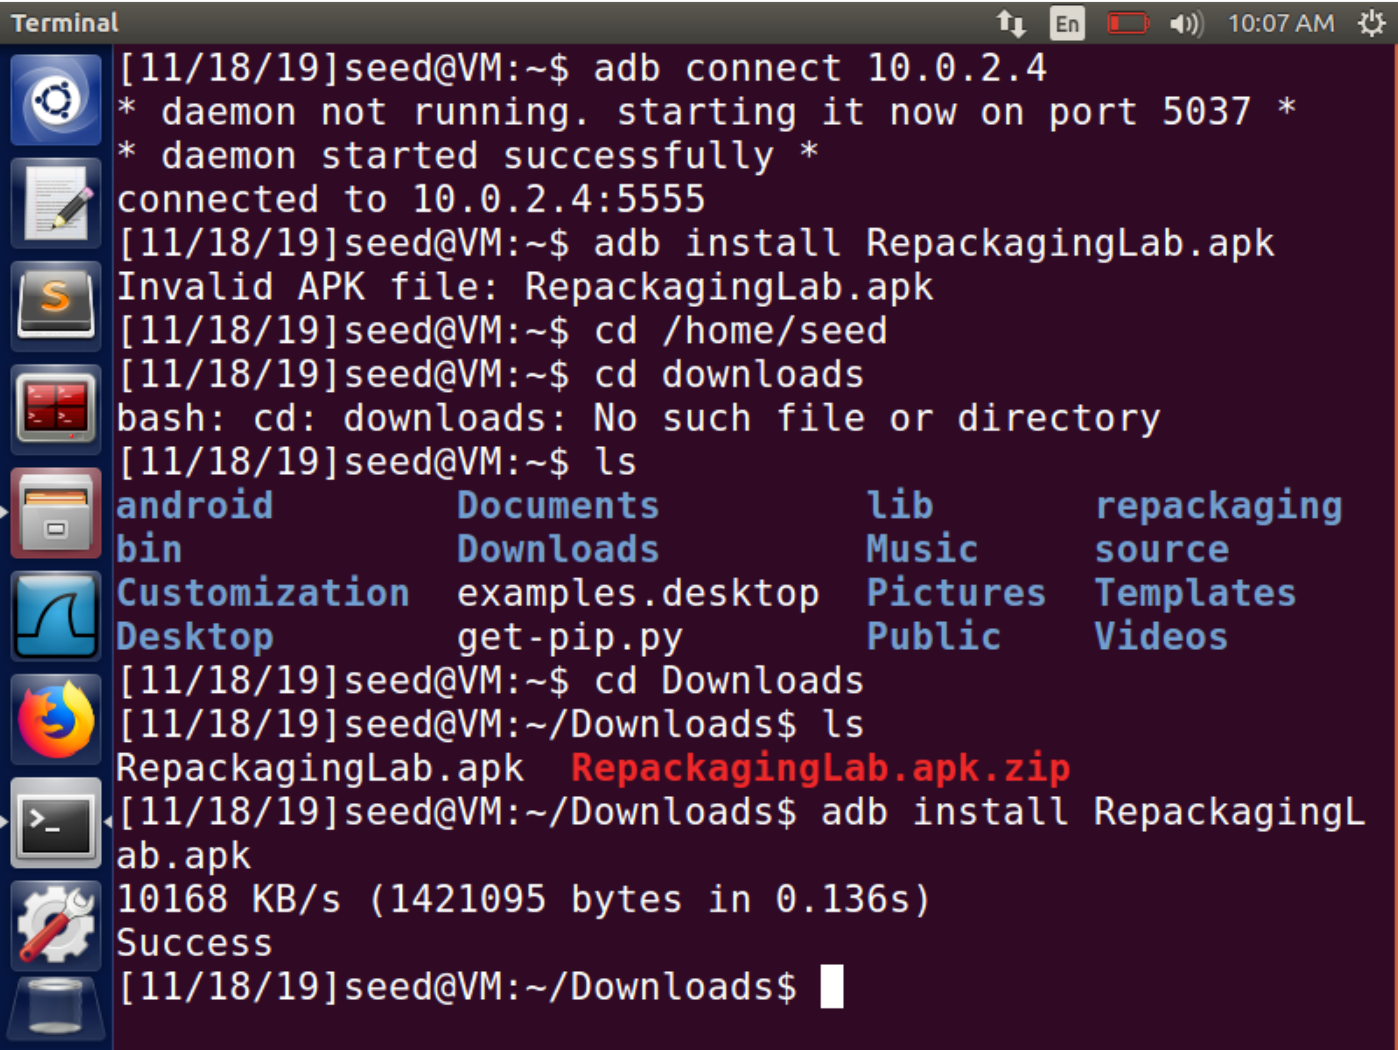 Terminal En 10:07 AM
[11/18/19]seed@VM:~$ adb connect 10.0.2.4
* daemon not running. starting it now on port 5037 *
* daemon started successfully *
connected to 10.0.2.4:5555
[11/18/19]seed@VM:~$ adb install RepackagingLab.apk
Invalid APK file: RepackagingLab.apk
[11/18/19]seed@VM:~$ cd /home/seed
[11/18/19]seed@VM:~$ cd downloads
bash: cd: downloads: No such file or directory
[11/18/19]seed@VM:~$ ls
android Documents lib repackaging
bin Downloads Music source
Customization examples.desktop Pictures Templates
Desktop get-pip.py Public Videos
[11/18/19]seed@VM:~$ cd Downloads
[11/18/19]seed@VM:~/Downloads$ ls
RepackagingLab.apk RepackagingLab.apk.zip
[11/18/19]seed@VM:~/Downloads$ adb install RepackagingL
ab.apk
10168 KB/s (1421095 bytes in 0.136s)
Success
[11/18/19]seed@VM:~/Downloads$